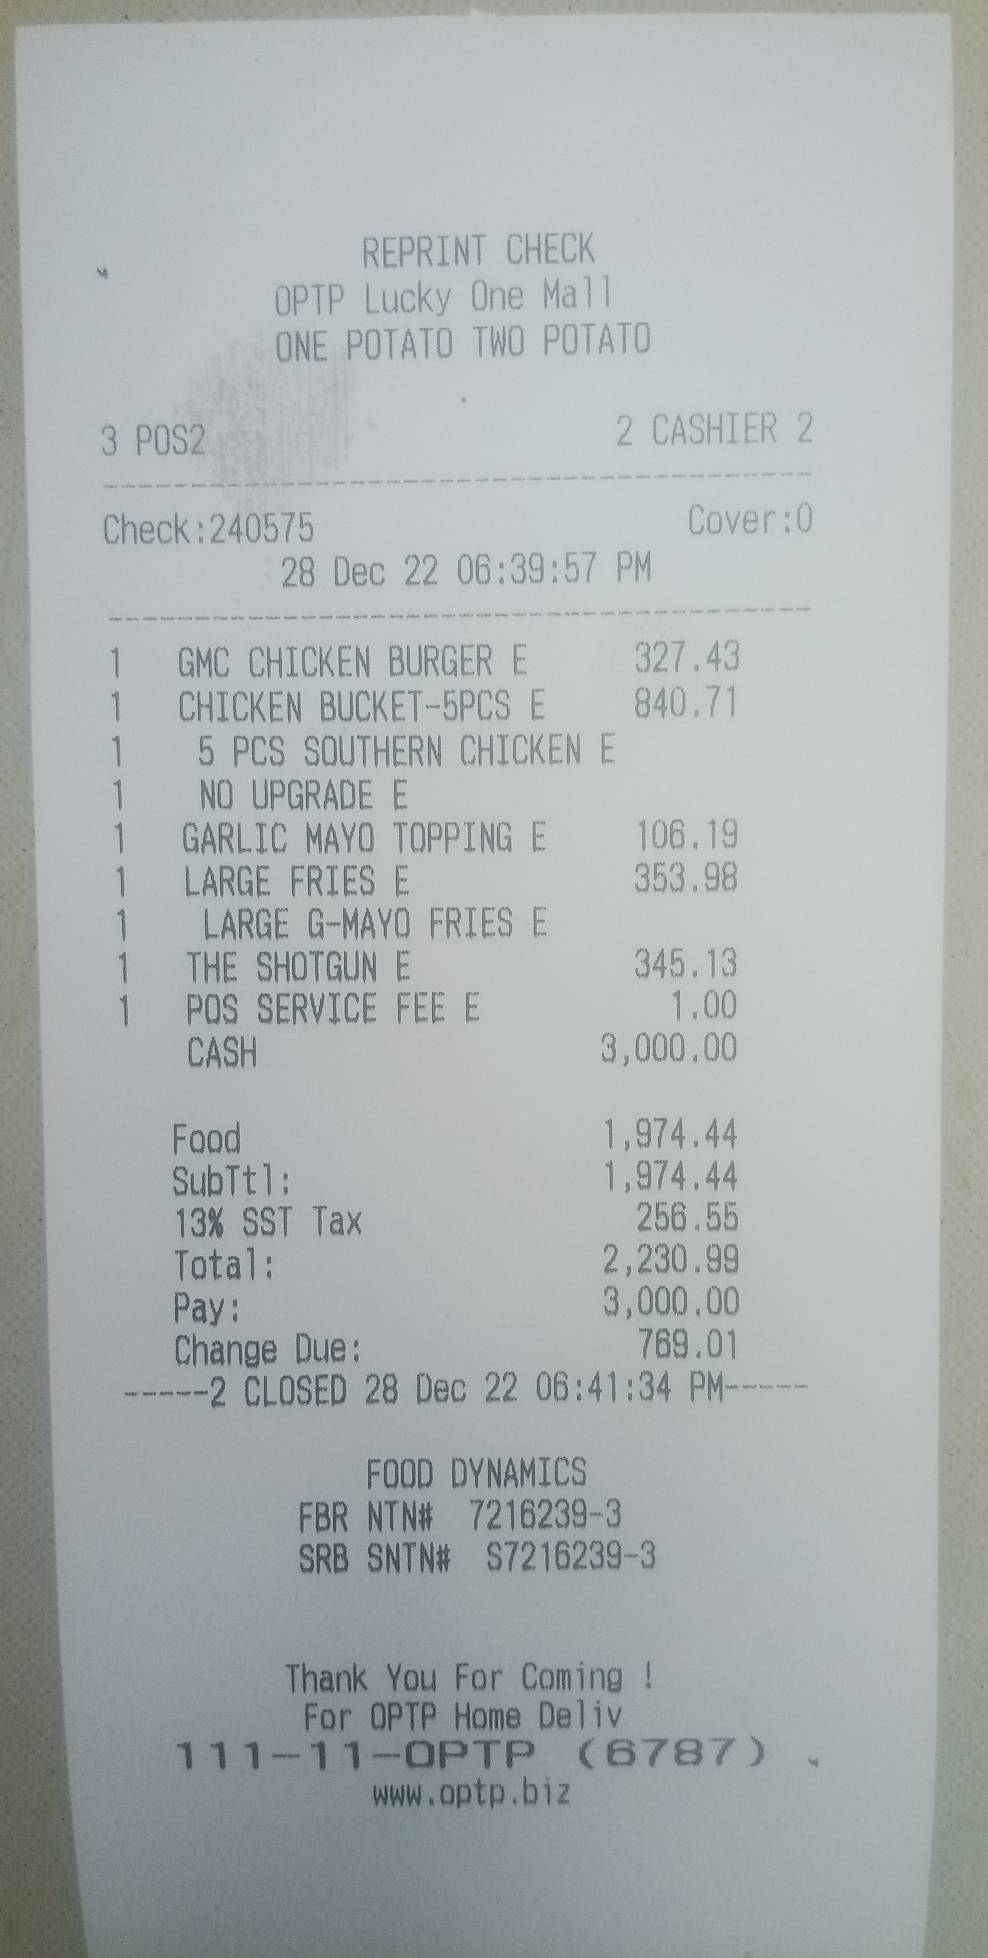 REPRINT CHECK
OPTP Lucky One Mall
ONE POTATO TWO POTATO
3 POS2 2 CASHIER 2
Check:240575 Cover:0
28 Dec 22 06:39:57 PM
1 GMC CHICKEN BURGER E 327.43
1 CHICKEN BUCKET-5PCS E 840.71
1 5 PCS SOUTHERN CHICKEN E
1 NO UPGRADE E
1 GARLIC MAYO TOPPING E 106.19
1 LARGE FRIES E 353.98
1 LARGE G-MAYO FRIES E
1 THE SHOTGUN E 345.13
1 POS SERVICE FEE E 1.00
CASH 3,000.00
Food 1,974.44
SubTtl: 1,974.44
13% SST Tax 256.55
Total: 2,230.99
Pay: 3,000.00
Change Due: 769.01
-----2 CLOSED 28 Dec 22 06:41:34 PM-----
FOOD DYNAMICS
FBR NTN# 7216239-3
SRB SNTN# S7216239-3
Thank You For Coming !
For OPTP Home Deliv
111-11-OPTP (6787)
www.optp.biz